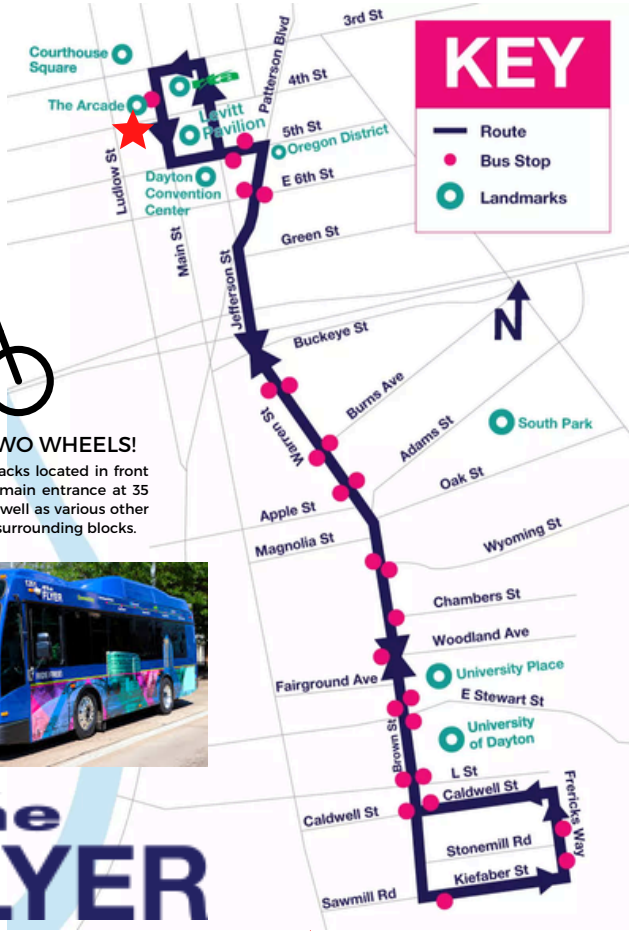 3rd St
Patterson Blvd
Courthouse
Square
4th St
The Arcade
Levitt
Pavilion
5th St
Oregon District
E 6th St
Dayton
Convention
Center
Ludlow St
Main St
Green St
Jefferson St
KEY
Route
Bus Stop
Landmarks
N
Buckeye St
Burns Ave
Warren St
Adams St
South Park
Oak St
Apple St
Magnolia St
Wyoming St
WO WHEELS!
acks located in front
main entrance at 35
well as various other
surrounding blocks.
Chambers St
Woodland Ave
Fairground Ave
University Place
E Stewart St
University
of Dayton
Brown St
L St
Caldwell St
Caldwell St
Frericks Way
Stonemill Rd
Kiefaber St
Sawmill Rd
FLYER
he
LYER